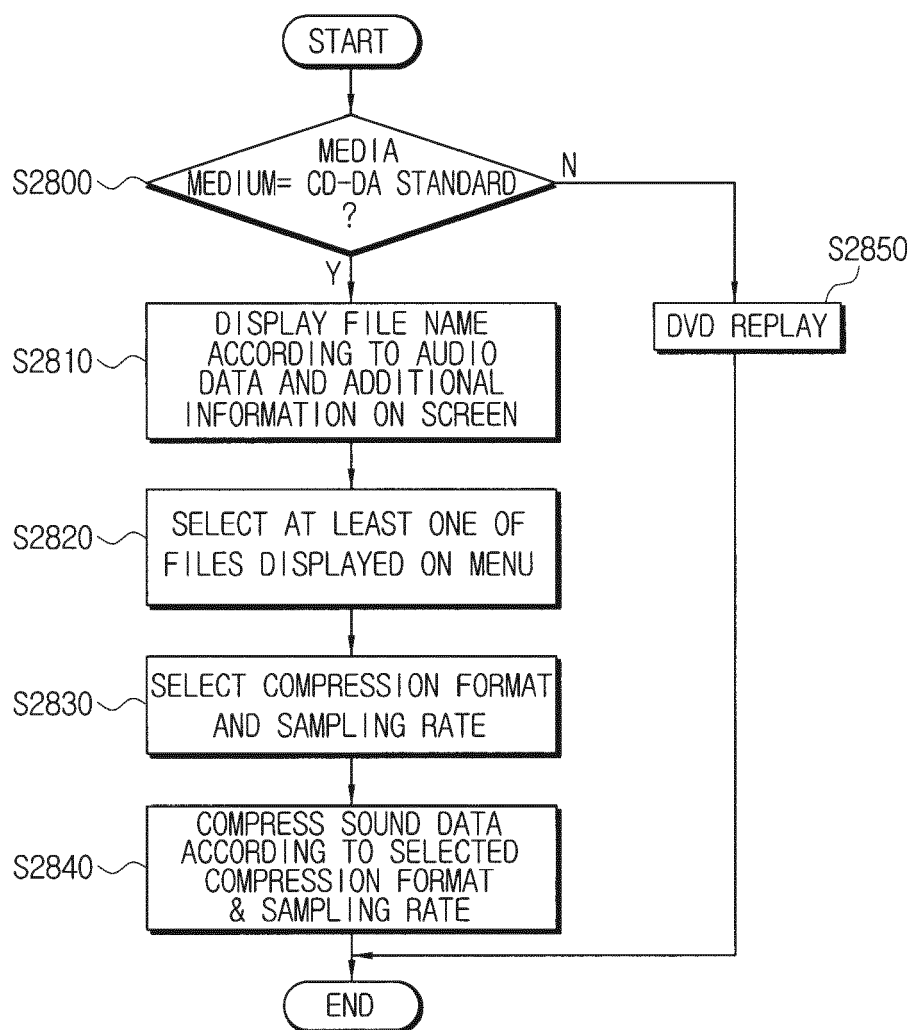 START
MEDIA
MEDIUM= CD-DA STANDARD
?
S2800
N
Y
S2850
DVD REPLAY
DISPLAY FILE NAME
ACCORDING TO AUDIO
DATA AND ADDITIONAL
INFORMATION ON SCREEN
S2810
SELECT AT LEAST ONE OF
FILES DISPLAYED ON MENU
S2820
SELECT COMPRESSION FORMAT
AND SAMPLING RATE
S2830
COMPRESS SOUND DATA
ACCORDING TO SELECTED
COMPRESSION FORMAT
& SAMPLING RATE
S2840
END